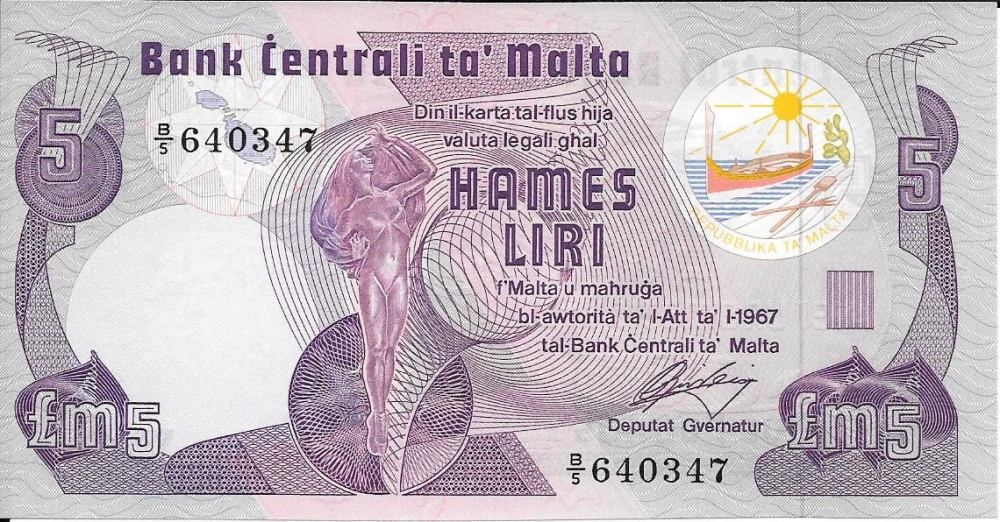 Bank Ċentrali ta' Malta
5
B/5 640347
Din il-karta tal-flus hija
valuta legali għal
ĦAMES
LIRI
f'Malta u maħruġa
bl-awtorità ta' l-Att ta' l-1967
tal-Bank Ċentrali ta' Malta
Deputat Gvernatur
REPUBBLIKA TA' MALTA
5
£m5
B/5 640347
£m5